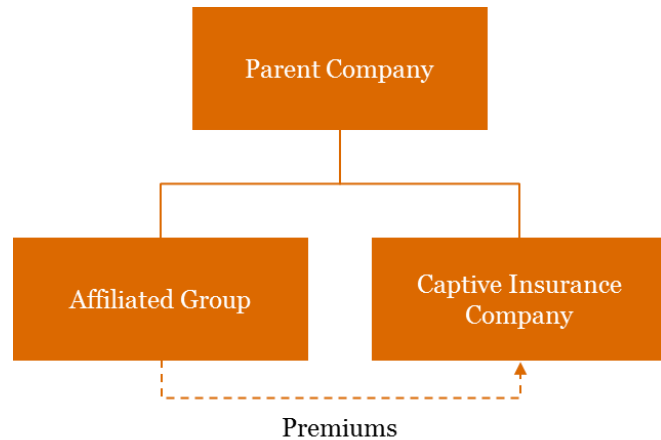 Parent Company
Affiliated Group
Captive Insurance
Company
Premiums